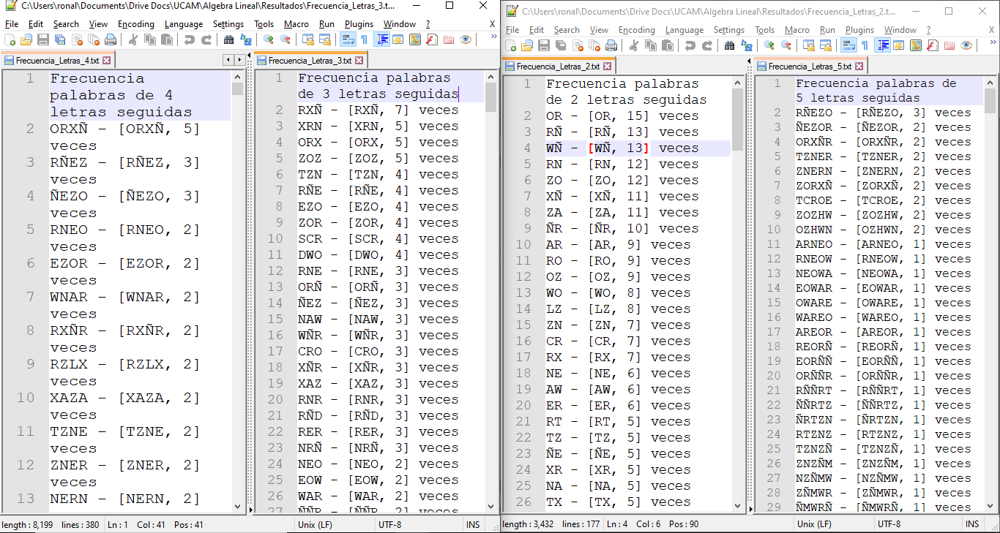 C:\Users\ronal\Documents\Drive Docs\UCAM\Algebra Lineal\Resultados\Frecuencia_Letras_3.t...
File Edit Search View Encoding Language Settings Tools Macro Run Plugins Window ? X
Frecuencia_Letras_4.txt
1 Frecuencia
palabras de 4
letras seguidas
2 ORXÑ - [ORXÑ, 5]
veces
3 RÑEZ - [RÑEZ, 3]
veces
4 ÑEZO - [ÑEZO, 3]
veces
5 RNEO - [RNEO, 2]
veces
6 EZOR - [EZOR, 2]
veces
7 WNAR - [WNAR, 2]
veces
8 RXÑR - [RXÑR, 2]
veces
9 RZLX - [RZLX, 2]
veces
10 XAZA - [XAZA, 2]
veces
11 TZNE - [TZNE, 2]
veces
12 ZNER - [ZNER, 2]
veces
13 NERN - [NERN, 2]
Frecuencia_Letras_3.txt
1 Frecuencia palabras
de 3 letras seguidas
2 RXÑ - [RXÑ, 7] veces
3 XRN - [XRN, 5] veces
4 ORX - [ORX, 5] veces
5 ZOZ - [ZOZ, 5] veces
6 TZN - [TZN, 4] veces
7 RÑE - [RÑE, 4] veces
8 EZO - [EZO, 4] veces
9 ZOR - [ZOR, 4] veces
10 SCR - [SCR, 4] veces
11 DWO - [DWO, 4] veces
12 RNE - [RNE, 3] veces
13 ORÑ - [ORÑ, 3] veces
14 ÑEZ - [ÑEZ, 3] veces
15 NAW - [NAW, 3] veces
16 WÑR - [WÑR, 3] veces
17 CRO - [CRO, 3] veces
18 XÑR - [XÑR, 3] veces
19 XAZ - [XAZ, 3] veces
20 RNR - [RNR, 3] veces
21 RÑD - [RÑD, 3] veces
22 RER - [RER, 3] veces
23 NRÑ - [NRÑ, 3] veces
24 NEO - [NEO, 2] veces
25 EOW - [EOW, 2] veces
26 WAR - [WAR, 2] veces
27 ÑÑR - [ÑÑR, 2] veces
length : 8,199 lines : 380 Ln : 1 Col : 41 Pos : 41 Unix (LF) UTF-8 INS
C:\Users\ronal\Documents\Drive Docs\UCAM\Algebra Lineal\Resultados\Frecuencia_Letras_2.t...
File Edit Search View Encoding Language Settings Tools Macro Run Plugins Window ? X
Frecuencia_Letras_2.txt
1 Frecuencia palabras
de 2 letras seguidas
2 OR - [OR, 15] veces
3 RÑ - [RÑ, 13] veces
4 WÑ - [WÑ, 13] veces
5 RN - [RN, 12] veces
6 ZO - [ZO, 12] veces
7 XÑ - [XÑ, 11] veces
8 ZA - [ZA, 11] veces
9 ÑR - [ÑR, 10] veces
10 AR - [AR, 9] veces
11 RO - [RO, 9] veces
12 OZ - [OZ, 9] veces
13 WO - [WO, 8] veces
14 LZ - [LZ, 8] veces
15 ZN - [ZN, 7] veces
16 CR - [CR, 7] veces
17 RX - [RX, 7] veces
18 NE - [NE, 6] veces
19 AW - [AW, 6] veces
20 ER - [ER, 6] veces
21 RT - [RT, 5] veces
22 TZ - [TZ, 5] veces
23 ÑE - [ÑE, 5] veces
24 XR - [XR, 5] veces
25 NA - [NA, 5] veces
26 TX - [TX, 5] veces
Frecuencia_Letras_5.txt
1 Frecuencia palabras de
5 letras seguidas
2 RÑEZO - [RÑEZO, 3] veces
3 ÑEZOR - [ÑEZOR, 2] veces
4 ORXÑR - [ORXÑR, 2] veces
5 TZNER - [TZNER, 2] veces
6 ZNERN - [ZNERN, 2] veces
7 ZORXÑ - [ZORXÑ, 2] veces
8 TCROE - [TCROE, 2] veces
9 ZOZHW - [ZOZHW, 2] veces
10 OZHWN - [OZHWN, 2] veces
11 ARNEO - [ARNEO, 1] veces
12 RNEOW - [RNEOW, 1] veces
13 NEOWA - [NEOWA, 1] veces
14 EOWAR - [EOWAR, 1] veces
15 OWARE - [OWARE, 1] veces
16 WAREO - [WAREO, 1] veces
17 AREOR - [AREOR, 1] veces
18 REORÑ - [REORÑ, 1] veces
19 EORÑÑ - [EORÑÑ, 1] veces
20 ORÑÑR - [ORÑÑR, 1] veces
21 RÑÑRT - [RÑÑRT, 1] veces
22 ÑÑRTZ - [ÑÑRTZ, 1] veces
23 ÑRTZN - [ÑRTZN, 1] veces
24 RTZNZ - [RTZNZ, 1] veces
25 TZNZÑ - [TZNZÑ, 1] veces
26 ZNZÑM - [ZNZÑM, 1] veces
27 NZÑMW - [NZÑMW, 1] veces
28 ZÑMWR - [ZÑMWR, 1] veces
29 ÑMWRÑ - [ÑMWRÑ, 1] veces
length : 3,432 lines : 177 Ln : 4 Col : 6 Pos : 90 Unix (LF) UTF-8 INS